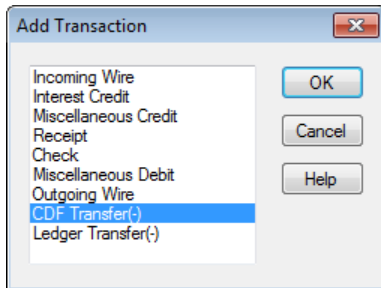 Add Transaction
Incoming Wire
Interest Credit
Miscellaneous Credit
Receipt
Check
Miscellaneous Debit
Outgoing Wire
CDF Transfer(-)
Ledger Transfer(-)
OK
Cancel
Help